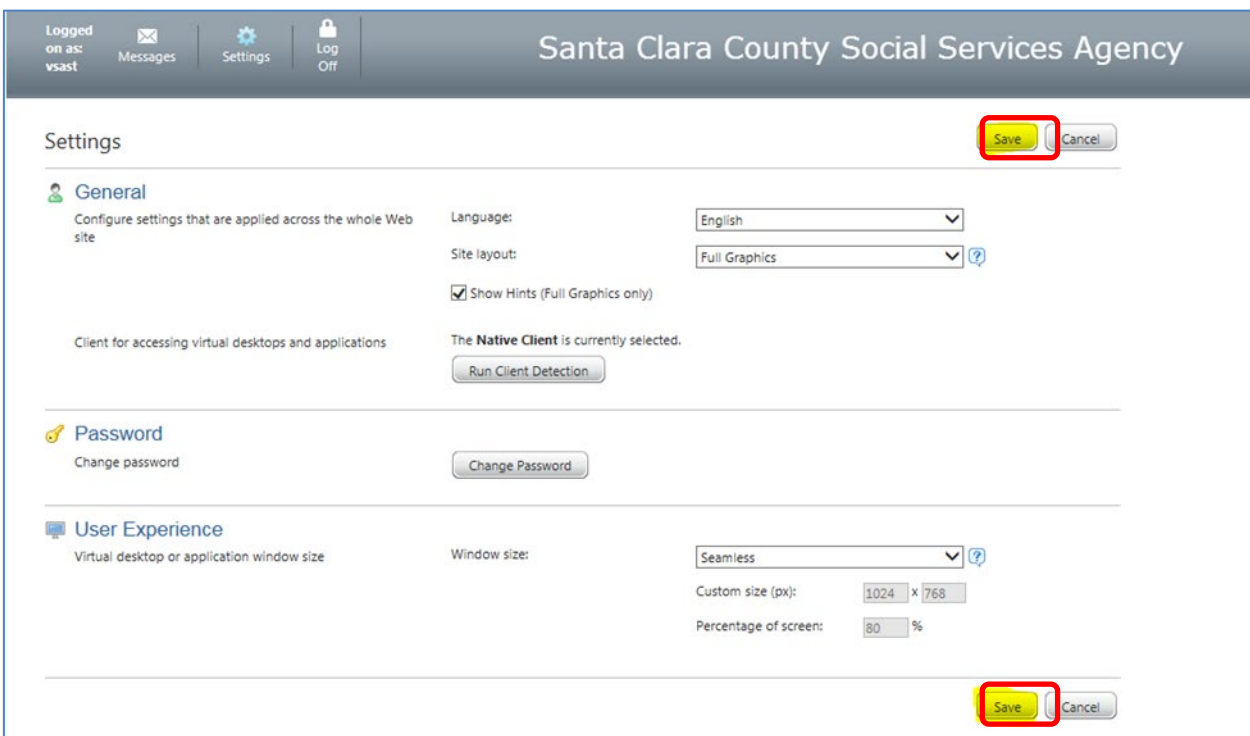 Logged
on as:
vsast
Messages
Settings
Log
Off
Santa Clara County Social Services Agency
Settings
Save
Cancel
General
Configure settings that are applied across the whole Web
site
Language:
English
Site layout:
Full Graphics
?
Show Hints (Full Graphics only)
Client for accessing virtual desktops and applications
The Native Client is currently selected.
Run Client Detection
Password
Change password
Change Password
User Experience
Virtual desktop or application window size
Window size:
Seamless
?
Custom size (px):
1024 x 768
Percentage of screen:
80 %
Save
Cancel